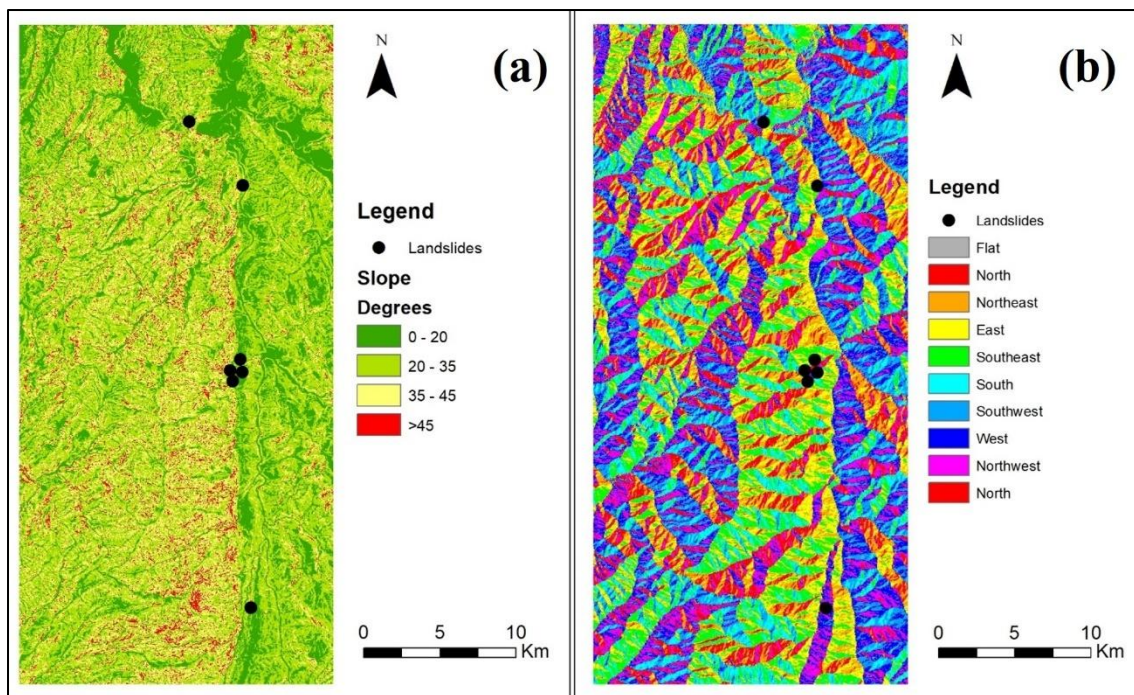 N
(a)
Legend
Landslides
Slope
Degrees
0 - 20
20 - 35
35 - 45
>45
0 5 10
Km
N
(b)
Legend
Landslides
Flat
North
Northeast
East
Southeast
South
Southwest
West
Northwest
North
0 5 10
Km